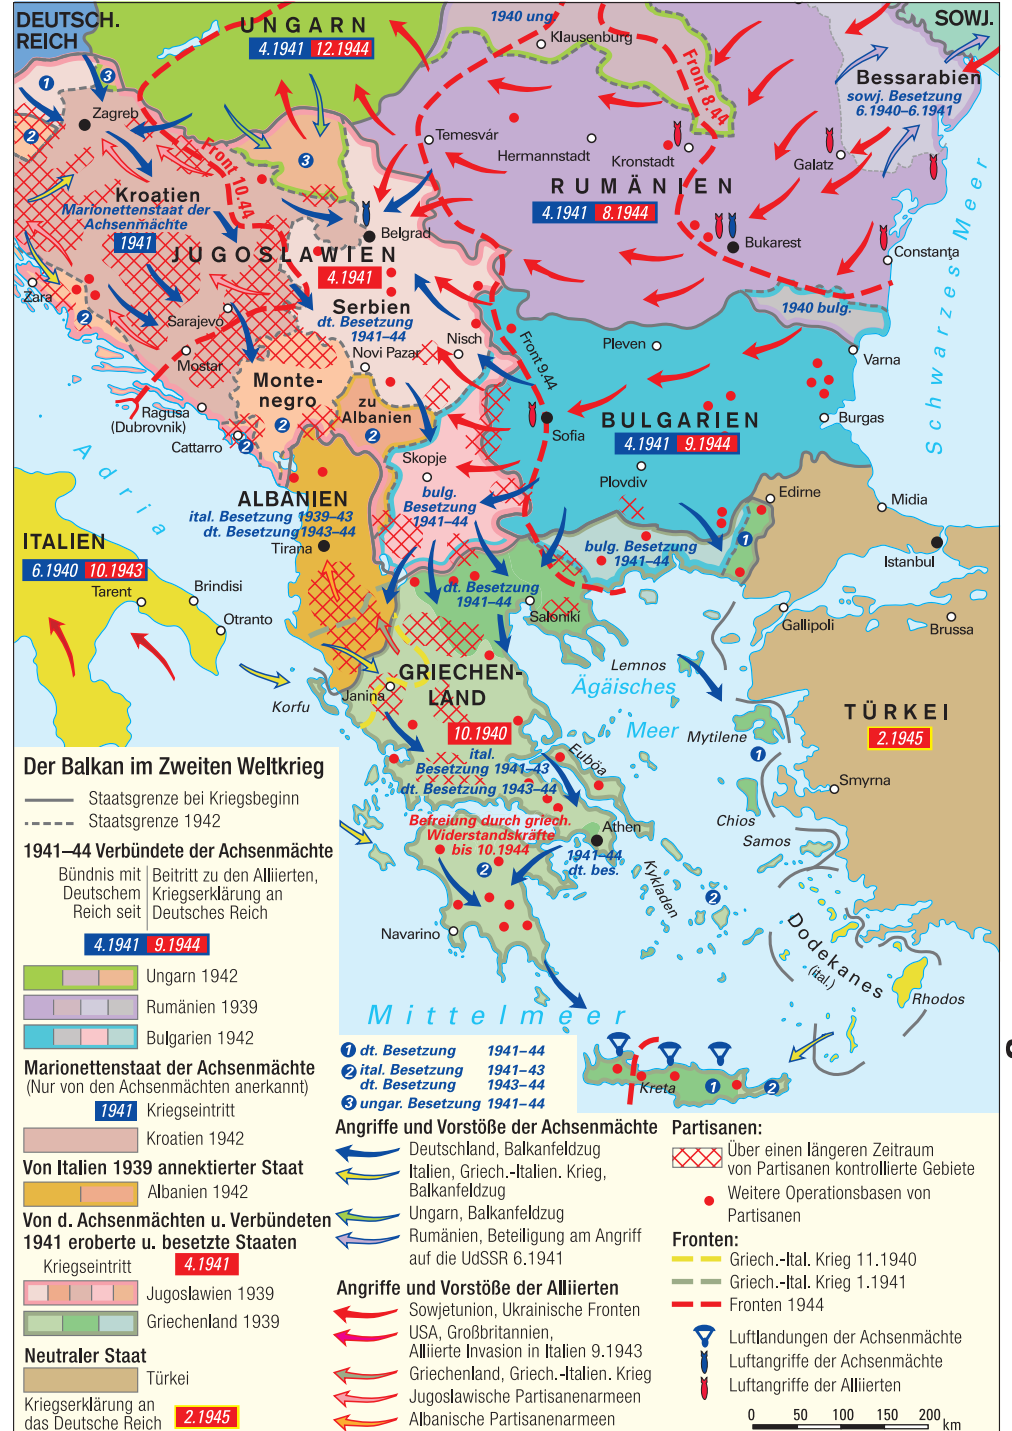 DEUTSCH.
REICH
UNGARN
4.1941 12.1944
1940 ung.
Klausenburg
SOWJ.
Bessarabien
sowj. Besetzung
6.1940–6.1941
Front 8.44
1
3
2
Zagreb
3
Temesvár
Hermannstadt
Kronstadt
Galatz
RUMÄNIEN
4.1941 8.1944
Bukarest
Constanţa
Front 10.44
Kroatien
Marionettenstaat der
Achsenmächte
1941
Belgrad
JUGOSLAWIEN
4.1941
Zara
2
Sarajevo
Mostar
Serbien
dt. Besetzung
1941–44
Nisch
Novi Pazar
Front 9.44
1940 bulg.
Pleven
Varna
Schwarzes Meer
Monte-
negro
2
zu
Albanien
2
Ragusa
(Dubrovnik)
Cattarro
2
Sofia
BULGARIEN
4.1941 9.1944
Burgas
Plovdiv
Skopje
bulg.
Besetzung
1941–44
Adria
ALBANIEN
ital. Besetzung 1939–43
dt. Besetzung 1943–44
Tirana
Edirne
Midia
Istanbul
1
bulg. Besetzung
1941–44
ITALIEN
6.1940 10.1943
Tarent
Brindisi
Otranto
dt. Besetzung
1941–44
Saloniki
Gallipoli
Brussa
Korfu
Janina
GRIECHEN-
LAND
10.1940
Lemnos
Ägäisches
Meer
Mytilene
1
TÜRKEI
2.1945
ital.
Besetzung 1941–43
dt. Besetzung 1943–44
Euböa
Smyrna
Chios
Samos
Befreiung durch griech.
Widerstandskräfte
bis 10.1944
2
Athen
1941–44
dt. bes.
Kykladen
2
Dodekanes
(ital.)
Rhodos
Navarino
Mittelmeer
Kreta
1
2
Der Balkan im Zweiten Weltkrieg
Staatsgrenze bei Kriegsbeginn
Staatsgrenze 1942
1941–44 Verbündete der Achsenmächte
Bündnis mit
Deutschem
Reich seit
Beitritt zu den Alliierten,
Kriegserklärung an
Deutsches Reich
4.1941 9.1944
Ungarn 1942
Rumänien 1939
Bulgarien 1942
Marionettenstaat der Achsenmächte
(Nur von den Achsenmächten anerkannt)
1941 Kriegseintritt
Kroatien 1942
Von Italien 1939 annektierter Staat
Albanien 1942
Von d. Achsenmächten u. Verbündeten
1941 eroberte u. besetzte Staaten
Kriegseintritt 4.1941
Jugoslawien 1939
Griechenland 1939
Neutraler Staat
Türkei
Kriegserklärung an
das Deutsche Reich 2.1945
1 dt. Besetzung 1941–44
2 ital. Besetzung 1941–43
dt. Besetzung 1943–44
3 ungar. Besetzung 1941–44
Angriffe und Vorstöße der Achsenmächte
Deutschland, Balkanfeldzug
Italien, Griech.-Italien. Krieg,
Balkanfeldzug
Ungarn, Balkanfeldzug
Rumänien, Beteiligung am Angriff
auf die UdSSR 6.1941
Angriffe und Vorstöße der Alliierten
Sowjetunion, Ukrainische Fronten
USA, Großbritannien,
Alliierte Invasion in Italien 9.1943
Griechenland, Griech.-Italien. Krieg
Jugoslawische Partisanenarmeen
Albanische Partisanenarmeen
Partisanen:
Über einen längeren Zeitraum
von Partisanen kontrollierte Gebiete
Weitere Operationsbasen von
Partisanen
Fronten:
Griech.-Ital. Krieg 11.1940
Griech.-Ital. Krieg 1.1941
Fronten 1944
Luftlandungen der Achsenmächte
Luftangriffe der Achsenmächte
Luftangriffe der Alliierten
0 50 100 150 200 km